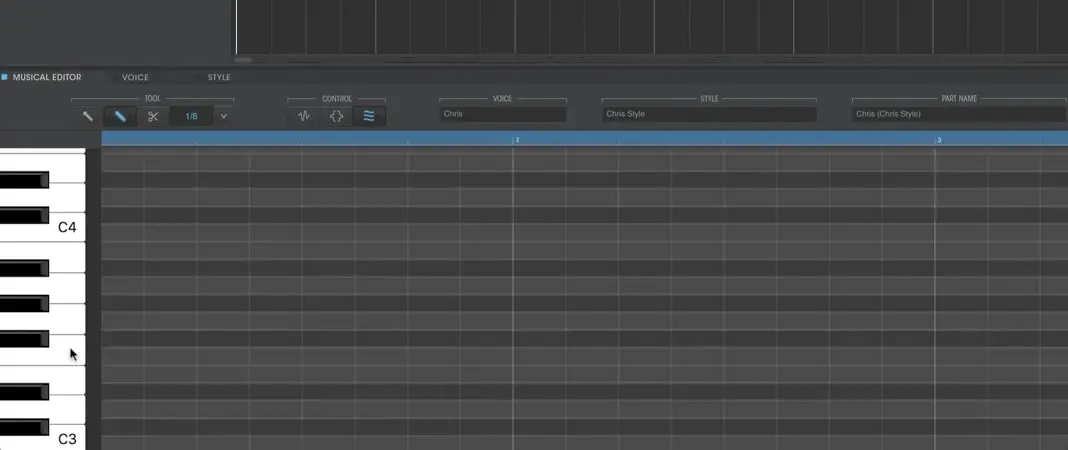 MUSICAL EDITOR VOICE STYLE
TOOL CONTROL VOICE STYLE PART NAME
1/8 Chris Chris Style Chris (Chris Style)
2 3
C4
C3